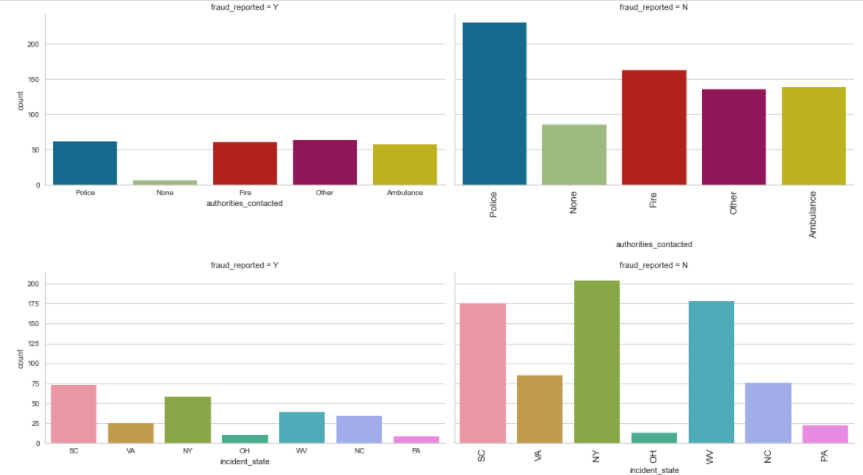 fraud_reported = Y
fraud_reported = N
200
150
100
50
0
count
Police None Fire Other Ambulance
authorities_contacted
Police None Fire Other Ambulance
authorities_contacted
fraud_reported = Y
fraud_reported = N
200
175
150
125
100
75
50
25
0
count
SC VA NY OH WV NC PA
incident_state
SC VA NY OH WV NC PA
incident_state